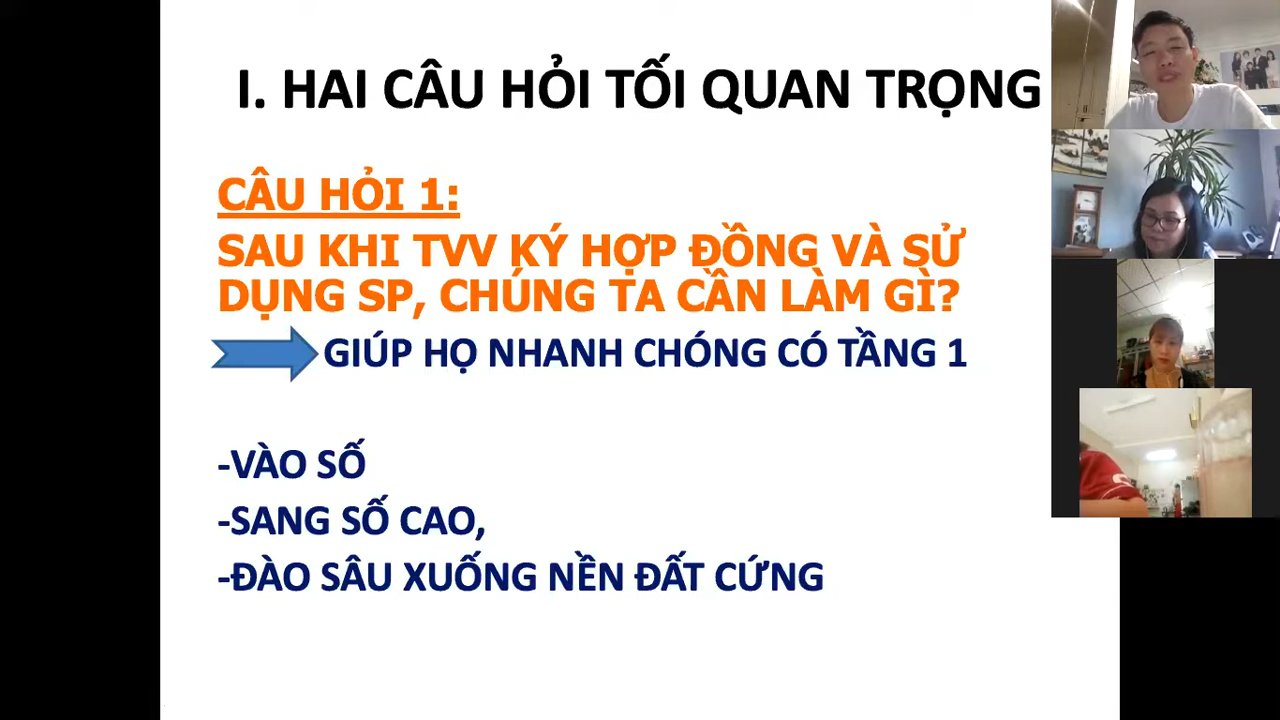 I. HAI CÂU HỎI TỐI QUAN TRỌNG
CÂU HỎI 1:
SAU KHI TVV KÝ HỢP ĐỒNG VÀ SỬ
DỤNG SP, CHÚNG TA CẦN LÀM GÌ?
GIÚP HỌ NHANH CHÓNG CÓ TẦNG 1
-VÀO SỐ
-SANG SỐ CAO,
-ĐÀO SÂU XUỐNG NỀN ĐẤT CỨNG